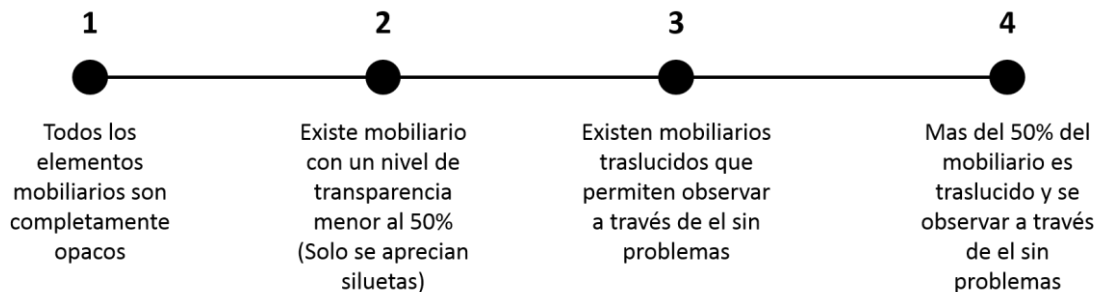 1
Todos los
elementos
mobiliarios son
completamente
opacos
2
Existe mobiliario
con un nivel de
transparencia
menor al 50%
(Solo se aprecian
siluetas)
3
Existen mobiliarios
traslucidos que
permiten observar
a través de el sin
problemas
4
Mas del 50% del
mobiliario es
traslucido y se
observar a través
de el sin
problemas